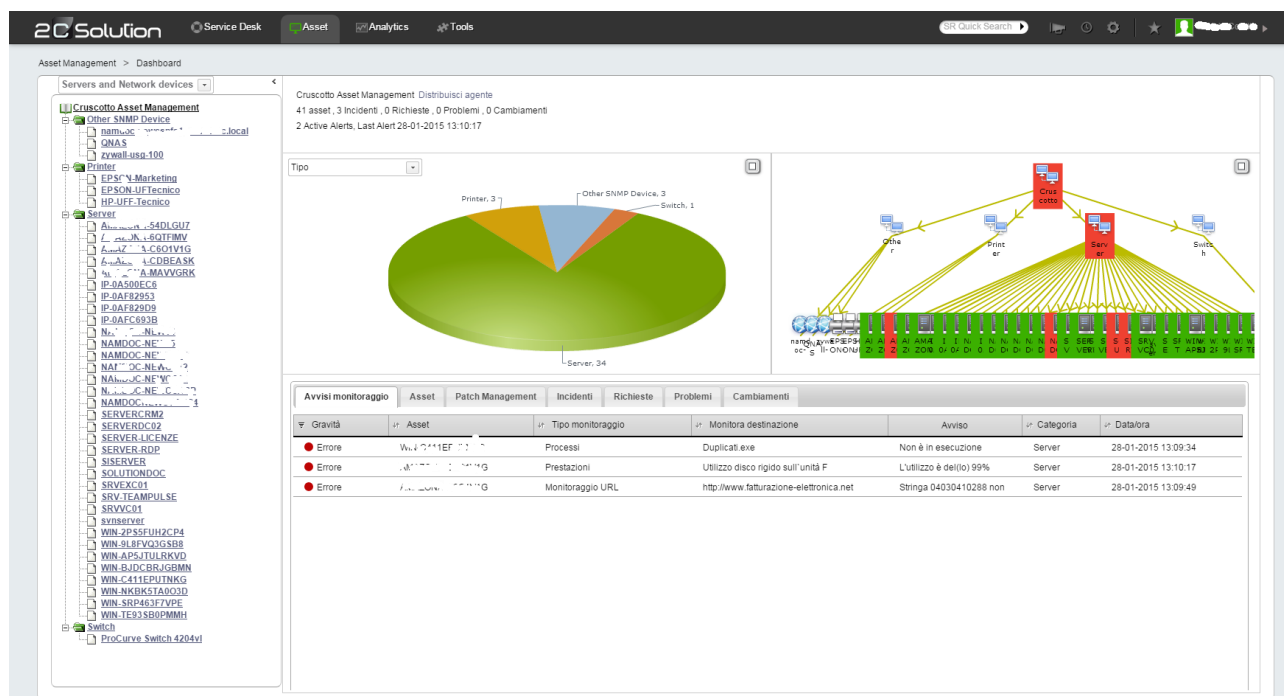 2C Solution
Service Desk
Asset
Analytics
Tools
SR Quick Search
Asset Management > Dashboard
Servers and Network devices
Cruscotto Asset Management
Other SNMP Device
QNAS
zywall-usg-100
Printer
EPSON-Marketing
EPSON-UFTecnico
HP-UFF-Tecnico
Server
IP-0A500EC6
IP-0AF82953
IP-0AF829D9
IP-0AFC693B
SERVERCRM2
SERVERDC02
SERVER-LICENZE
SERVER-RDP
SISERVER
SOLUTIONDOC
SRVEXC01
SRV-TEAMPULSE
SRVVC01
svnserver
WIN-2PS5FUH2CP4
WIN-9L8FVQ3GSB8
WIN-AP5JTULRKVD
WIN-BJDCBRJGBMN
WIN-C411EPUTNKG
WIN-NKBK5TA0O3D
WIN-SRP463F7VPE
WIN-TE93SB0PMMH
Switch
ProCurve Switch 4204vl
Cruscotto Asset Management Distribuisci agente
41 asset , 3 Incidenti , 0 Richieste , 0 Problemi , 0 Cambiamenti
2 Active Alerts, Last Alert 28-01-2015 13:10:17
Tipo
Printer, 3
Other SNMP Device, 3
Switch, 1
Server, 34
Crus
cotto
Othe
r
Print
er
Serv
er
Switc
h
Avvisi monitoraggio
Asset
Patch Management
Incidenti
Richieste
Problemi
Cambiamenti
Gravità Asset Tipo monitoraggio Monitora destinazione Avviso Categoria Data/ora
Errore Processi Duplicati.exe Non è in esecuzione Server 28-01-2015 13:09:34
Errore Prestazioni Utilizzo disco rigido sull'unità F L'utilizzo è del(lo) 99% Server 28-01-2015 13:10:17
Errore Monitoraggio URL http://www.fatturazione-elettronica.net Stringa 04030410288 non Server 28-01-2015 13:09:49